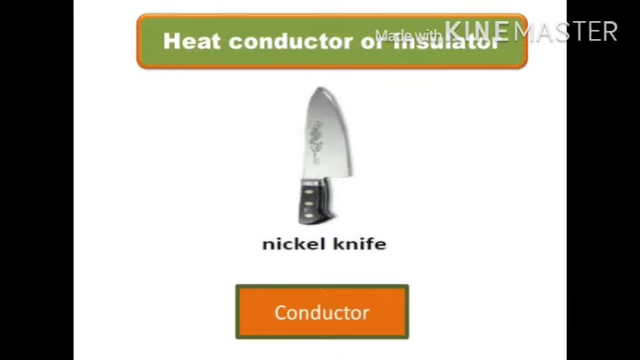 Heat conductor or insulator
Made with KINEMASTER
nickel knife
Conductor